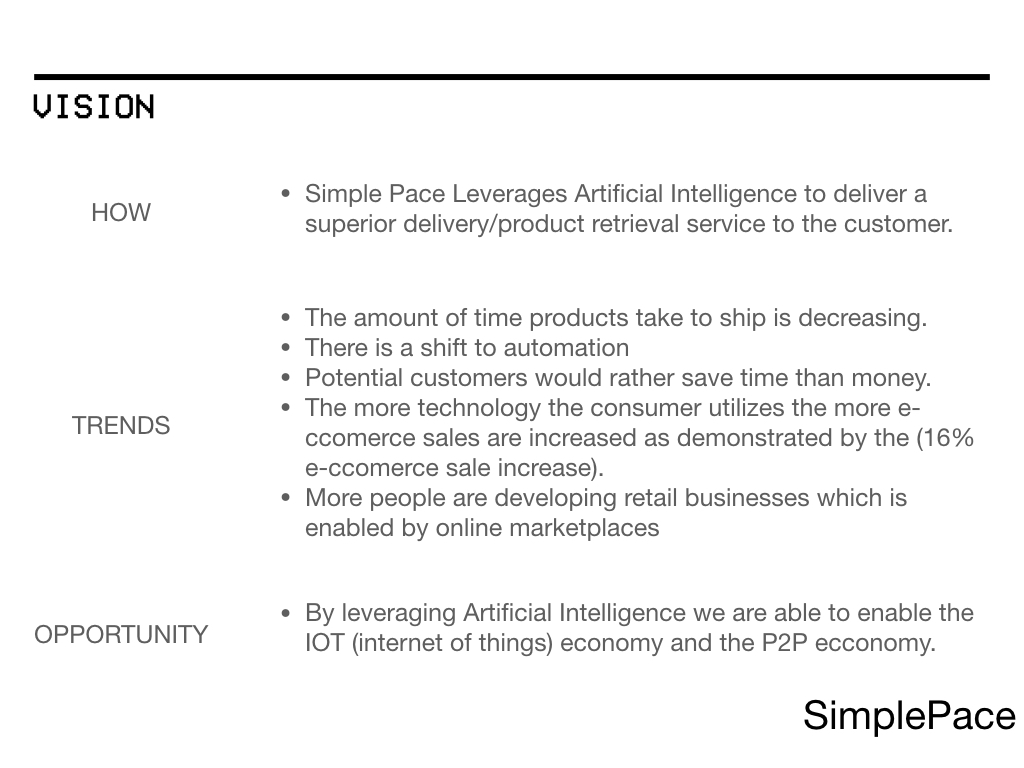 VISION
HOW
• Simple Pace Leverages Artificial Intelligence to deliver a
superior delivery/product retrieval service to the customer.
TRENDS
• The amount of time products take to ship is decreasing.
• There is a shift to automation
• Potential customers would rather save time than money.
• The more technology the consumer utilizes the more e-
ccomerce sales are increased as demonstrated by the (16%
e-ccomerce sale increase).
• More people are developing retail businesses which is
enabled by online marketplaces
OPPORTUNITY
• By leveraging Artificial Intelligence we are able to enable the
IOT (internet of things) economy and the P2P ecconomy.
SimplePace